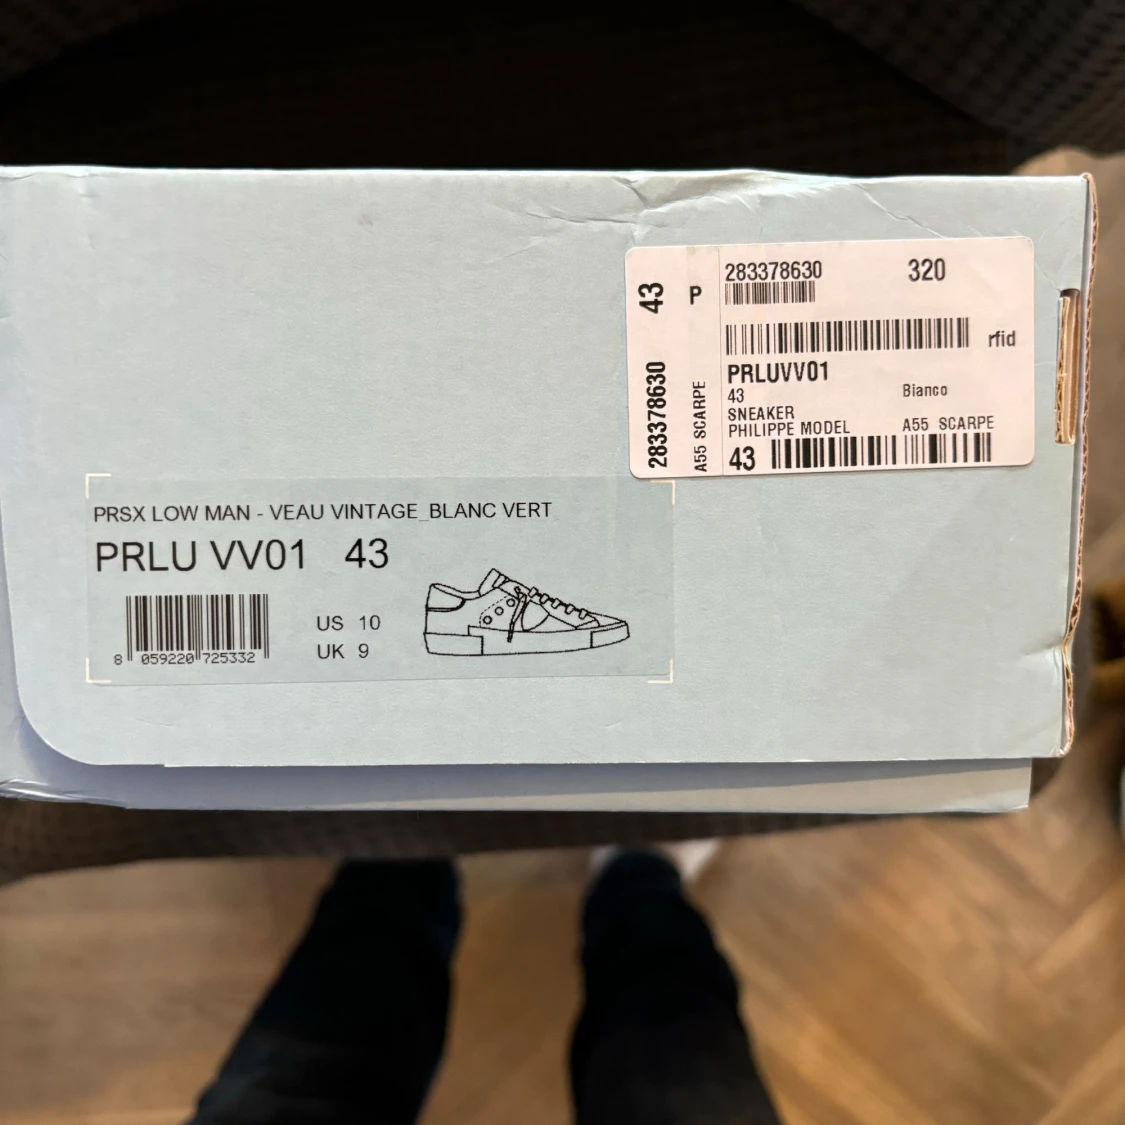 283378630 320
43
P
rfid
PRLUVV01
43 Bianco
SNEAKER
PHILIPPE MODEL A55 SCARPE
43
283378630
A55 SCARPE
PRSX LOW MAN - VEAU VINTAGE_BLANC VERT
PRLU VV01 43
US 10
UK 9
8 059220 725332